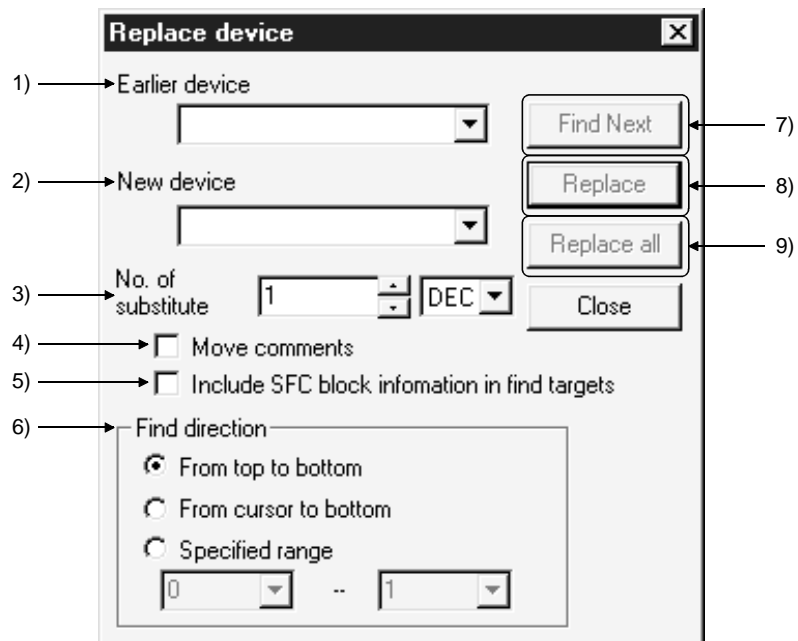 Replace device
1) Earlier device
Find Next 7)
2) New device
Replace 8)
Replace all 9)
3) No. of
substitute 1 DEC
Close
4) Move comments
5) Include SFC block infomation in find targets
6) Find direction
From top to bottom
From cursor to bottom
Specified range
0 -- 1